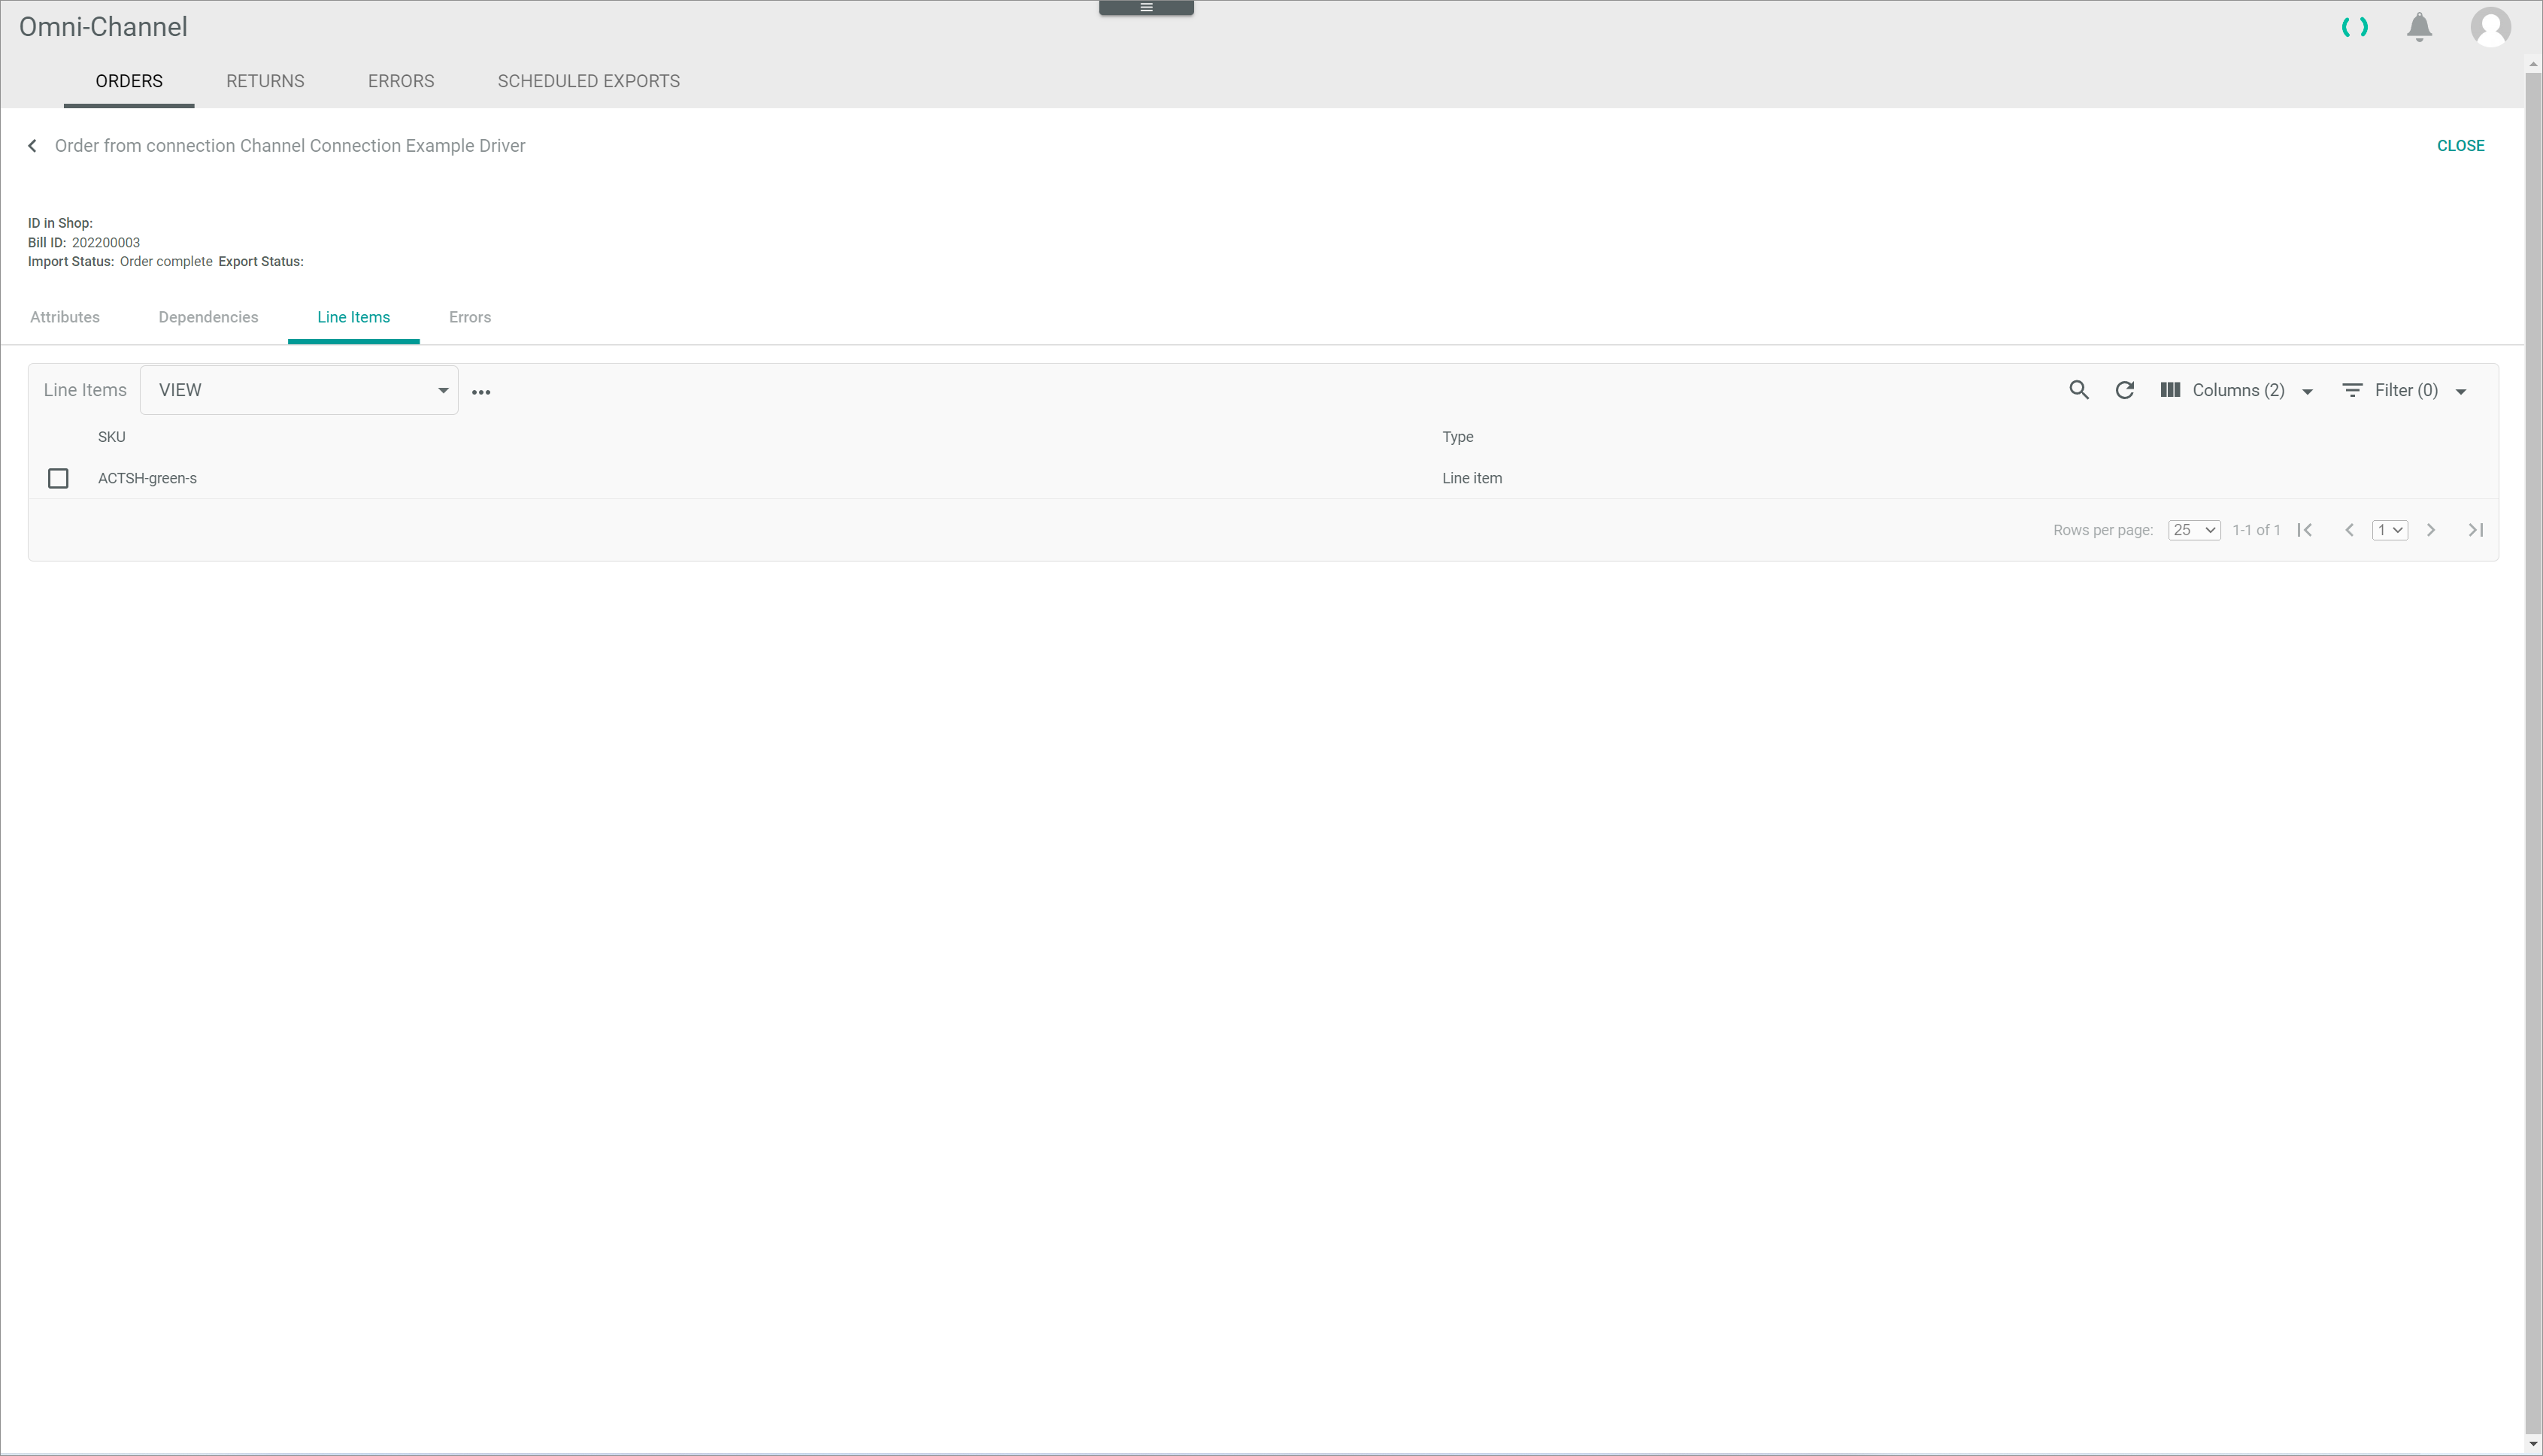 Omni-Channel
ORDERS RETURNS ERRORS SCHEDULED EXPORTS
Order from connection Channel Connection Example Driver CLOSE
ID in Shop:
Bill ID: 202200003
Import Status: Order complete Export Status:
Attributes Dependencies Line Items Errors
Line Items VIEW Columns (2) Filter (0)
SKU Type
ACTSH-green-s Line item
Rows per page: 25 1-1 of 1 1